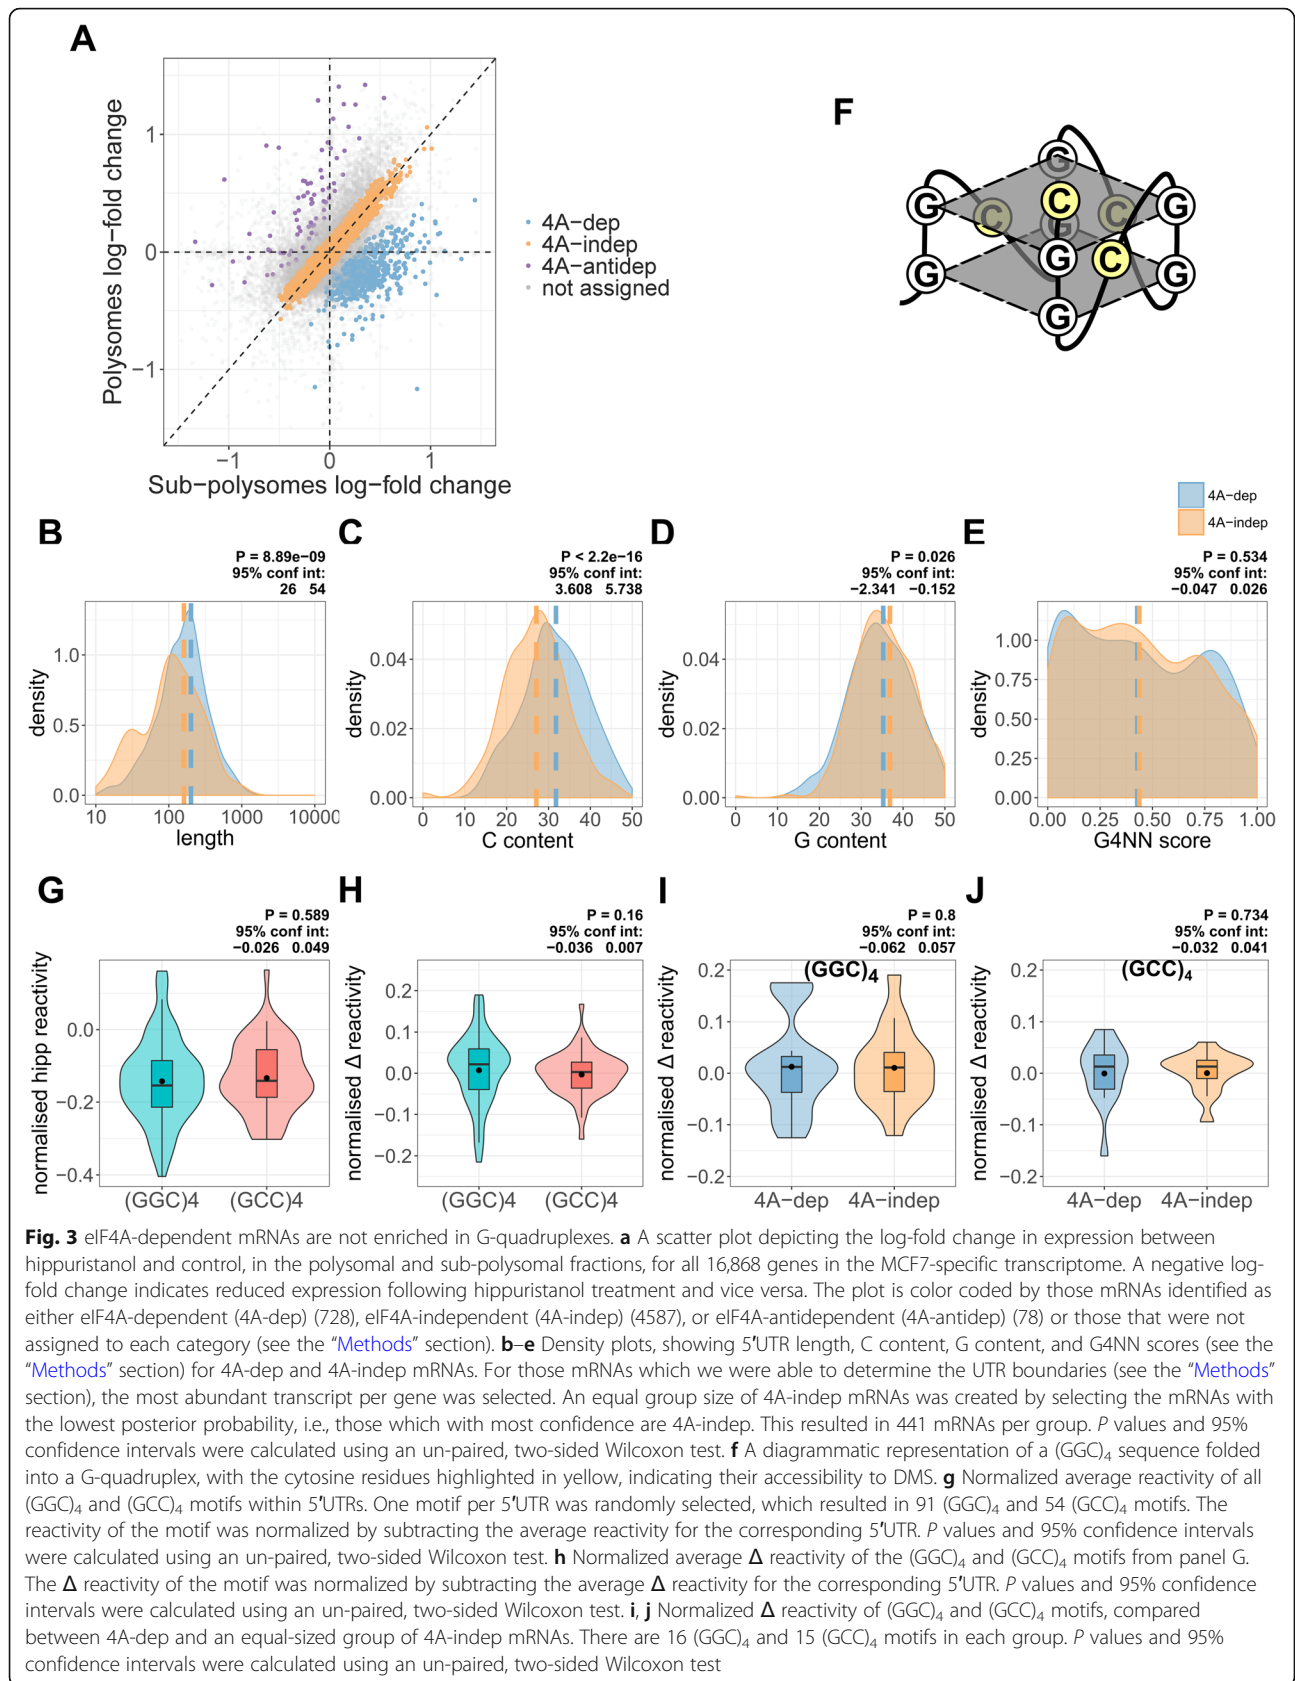 A
Polysomes log−fold change
1
0
−1
−1
0
1
Sub−polysomes log−fold change
4A−dep
4A−indep
4A−antidep
not assigned
F
G
G
C
C
C
G
G
G
G
C
G
G
G
4A−dep
4A−indep
B
P = 8.89e−09
95% conf int:
26 54
density
1.0
0.5
0.0
10 100 1000 10000
length
C
P < 2.2e−16
95% conf int:
3.608 5.738
density
0.04
0.02
0.00
0 10 20 30 40 50
C content
D
P = 0.026
95% conf int:
−2.341 −0.152
density
0.04
0.02
0.00
0 10 20 30 40 50
G content
E
P = 0.534
95% conf int:
−0.047 0.026
density
1.00
0.75
0.50
0.25
0.00
0.00 0.25 0.50 0.75 1.00
G4NN score
G
P = 0.589
95% conf int:
−0.026 0.049
normalised hipp reactivity
0.0
−0.2
−0.4
(GGC)4 (GCC)4
H
P = 0.16
95% conf int:
−0.036 0.007
normalised Δ reactivity
0.2
0.1
0.0
−0.1
−0.2
(GGC)4 (GCC)4
I
P = 0.8
95% conf int:
−0.062 0.057
(GGC)₄
normalised Δ reactivity
0.2
0.1
0.0
−0.1
−0.2
4A−dep 4A−indep
J
P = 0.734
95% conf int:
−0.032 0.041
(GCC)₄
normalised Δ reactivity
0.2
0.1
0.0
−0.1
−0.2
4A−dep 4A−indep
Fig. 3 eIF4A-dependent mRNAs are not enriched in G-quadruplexes. a A scatter plot depicting the log-fold change in expression between
hippuristanol and control, in the polysomal and sub-polysomal fractions, for all 16,868 genes in the MCF7-specific transcriptome. A negative log-
fold change indicates reduced expression following hippuristanol treatment and vice versa. The plot is color coded by those mRNAs identified as
either eIF4A-dependent (4A-dep) (728), eIF4A-independent (4A-indep) (4587), or eIF4A-antidependent (4A-antidep) (78) or those that were not
assigned to each category (see the “Methods” section). b–e Density plots, showing 5′UTR length, C content, G content, and G4NN scores (see the
“Methods” section) for 4A-dep and 4A-indep mRNAs. For those mRNAs which we were able to determine the UTR boundaries (see the “Methods”
section), the most abundant transcript per gene was selected. An equal group size of 4A-indep mRNAs was created by selecting the mRNAs with
the lowest posterior probability, i.e., those which with most confidence are 4A-indep. This resulted in 441 mRNAs per group. P values and 95%
confidence intervals were calculated using an un-paired, two-sided Wilcoxon test. f A diagrammatic representation of a (GGC)₄ sequence folded
into a G-quadruplex, with the cytosine residues highlighted in yellow, indicating their accessibility to DMS. g Normalized average reactivity of all
(GGC)₄ and (GCC)₄ motifs within 5′UTRs. One motif per 5′UTR was randomly selected, which resulted in 91 (GGC)₄ and 54 (GCC)₄ motifs. The
reactivity of the motif was normalized by subtracting the average reactivity for the corresponding 5′UTR. P values and 95% confidence intervals
were calculated using an un-paired, two-sided Wilcoxon test. h Normalized average Δ reactivity of the (GGC)₄ and (GCC)₄ motifs from panel G.
The Δ reactivity of the motif was normalized by subtracting the average Δ reactivity for the corresponding 5′UTR. P values and 95% confidence
intervals were calculated using an un-paired, two-sided Wilcoxon test. i, j Normalized Δ reactivity of (GGC)₄ and (GCC)₄ motifs, compared
between 4A-dep and an equal-sized group of 4A-indep mRNAs. There are 16 (GGC)₄ and 15 (GCC)₄ motifs in each group. P values and 95%
confidence intervals were calculated using an un-paired, two-sided Wilcoxon test